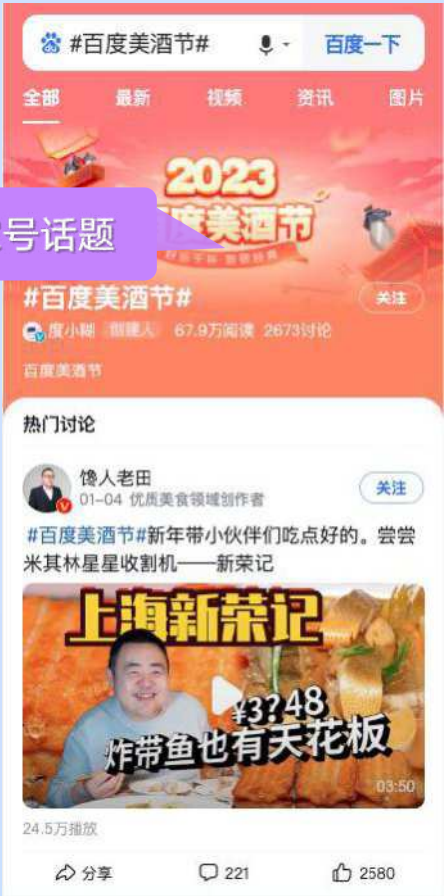 #百度美酒节#
百度一下
全部 最新 视频 资讯 图片
2023
度美酒节
号话题
#百度美酒节#
关注
度小糊 创建人 67.9万阅读 2673讨论
百度美酒节
热门讨论
馋人老田
01-04 优质美食领域创作者
关注
#百度美酒节#新年带小伙伴们吃点好的。尝尝
米其林星星收割机——新荣记
上海新荣记
¥3?48
炸带鱼也有天花板
03:50
24.5万播放
分享 221 2580